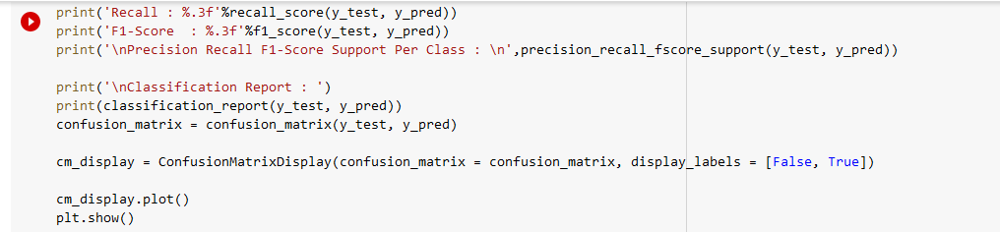 print('Recall : %.3f'%recall_score(y_test, y_pred))
print('F1-Score  : %.3f'%f1_score(y_test, y_pred))
print('\nPrecision Recall F1-Score Support Per Class : \n',precision_recall_fscore_support(y_test, y_pred))
print('\nClassification Report : ')
print(classification_report(y_test, y_pred))
confusion_matrix = confusion_matrix(y_test, y_pred)
cm_display = ConfusionMatrixDisplay(confusion_matrix = confusion_matrix, display_labels = [False, True])
cm_display.plot()
plt.show()